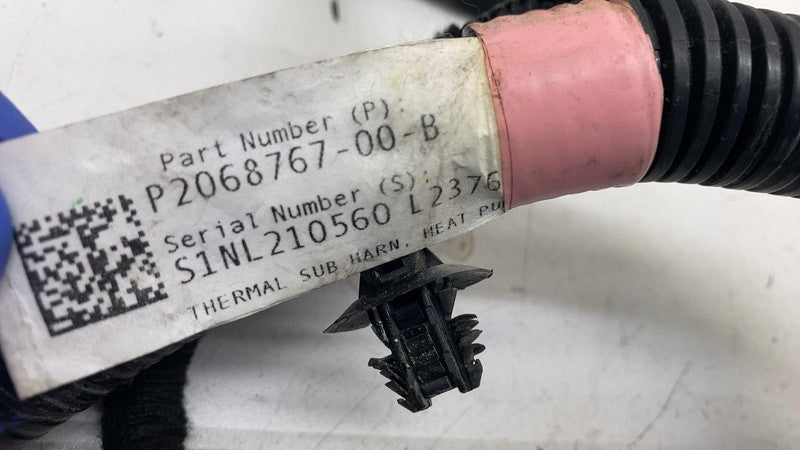 Part Number (P):
P2068767-00-B
Serial Number (S):
S1NL210560 L2376
THERMAL SUB HARN, HEAT